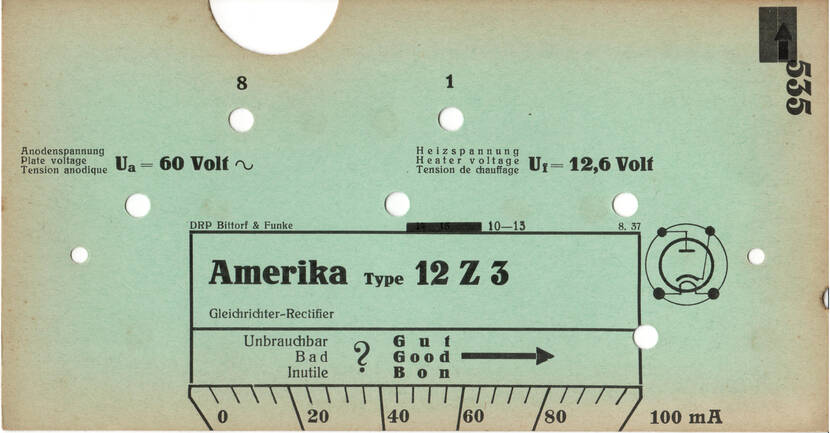 535
8 1
Anodenspannung
Plate voltage
Tension anodique
Ua = 60 Volt ~
Heizspannung
Heater voltage
Tension de chauffage
Uf = 12,6 Volt
DRP Bittorf & Funke 10—13 8. 37
Amerika Type 12 Z 3
Gleichrichter-Rectifier
Unbrauchbar
Bad
Inutile
?
Gut
Good
Bon
0 20 40 60 80 100 mA